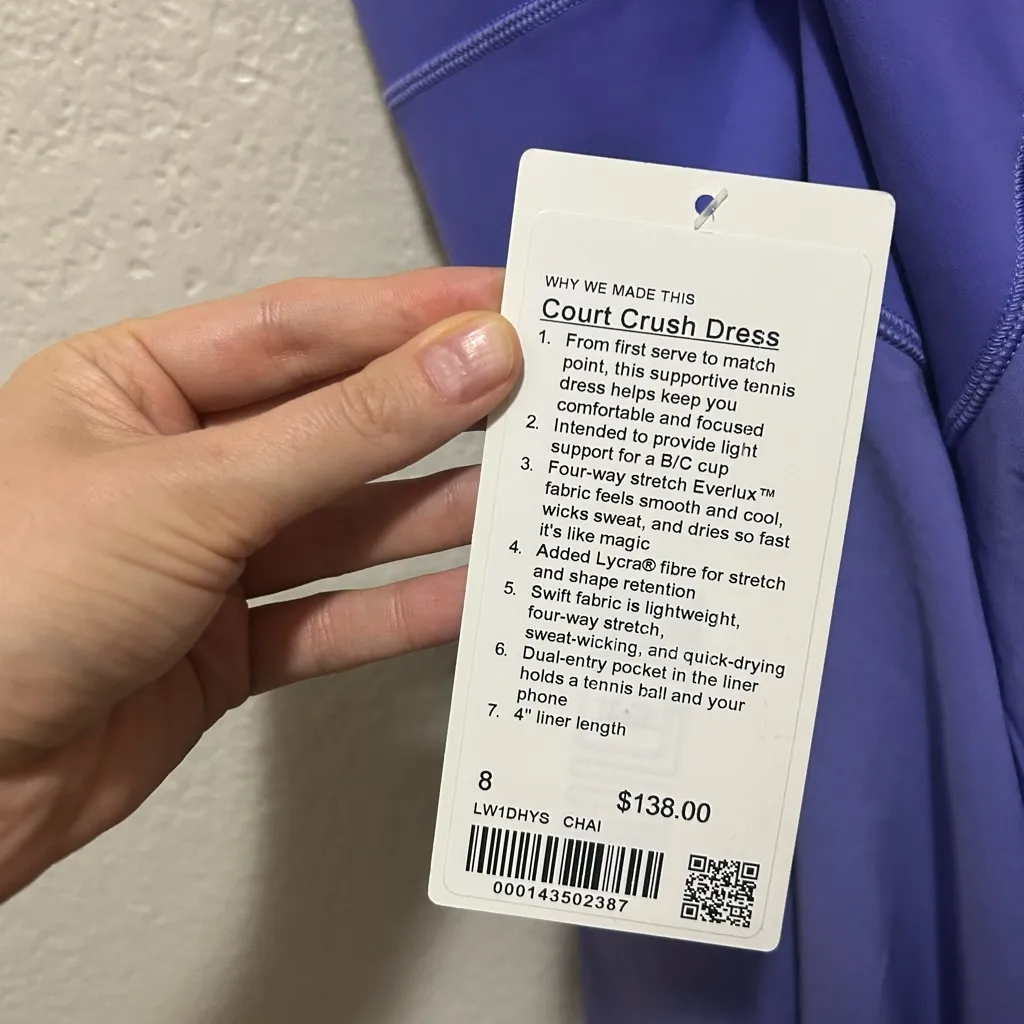 WHY WE MADE THIS
Court Crush Dress
1. From first serve to match
point, this supportive tennis
dress helps keep you
comfortable and focused
2. Intended to provide light
support for a B/C cup
3. Four-way stretch Everlux™
fabric feels smooth and cool,
wicks sweat, and dries so fast
it's like magic
4. Added Lycra® fibre for stretch
and shape retention
5. Swift fabric is lightweight,
four-way stretch,
sweat-wicking, and quick-drying
6. Dual-entry pocket in the liner
holds a tennis ball and your
phone
7. 4" liner length
8 $138.00
LW1DHYS CHAI
000143502387